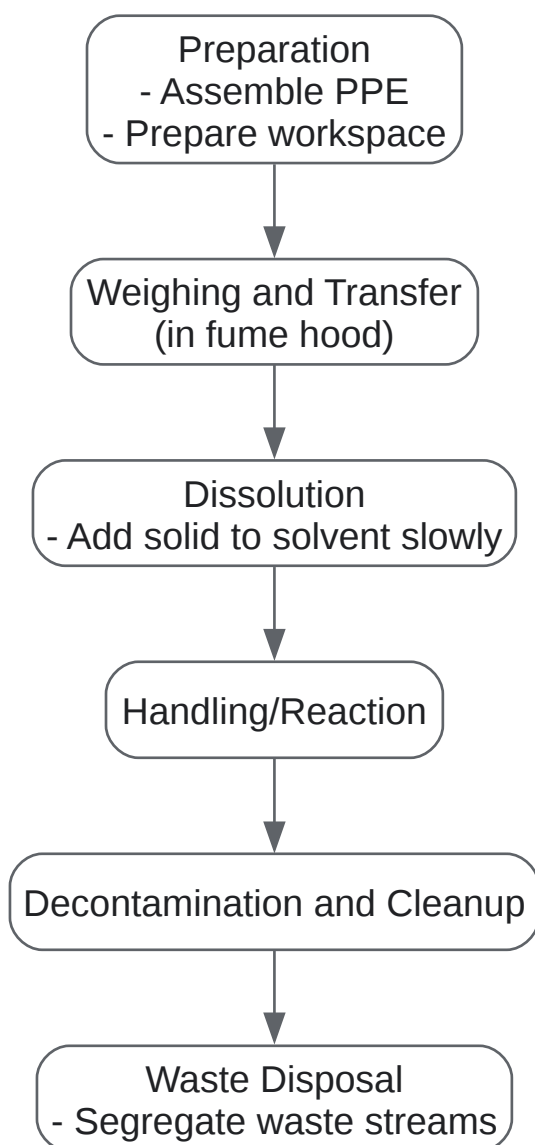 Preparation
- Assemble PPE
- Prepare workspace
Weighing and Transfer
(in fume hood)
Dissolution
- Add solid to solvent slowly
Handling/Reaction
Decontamination and Cleanup
Waste Disposal
- Segregate waste streams